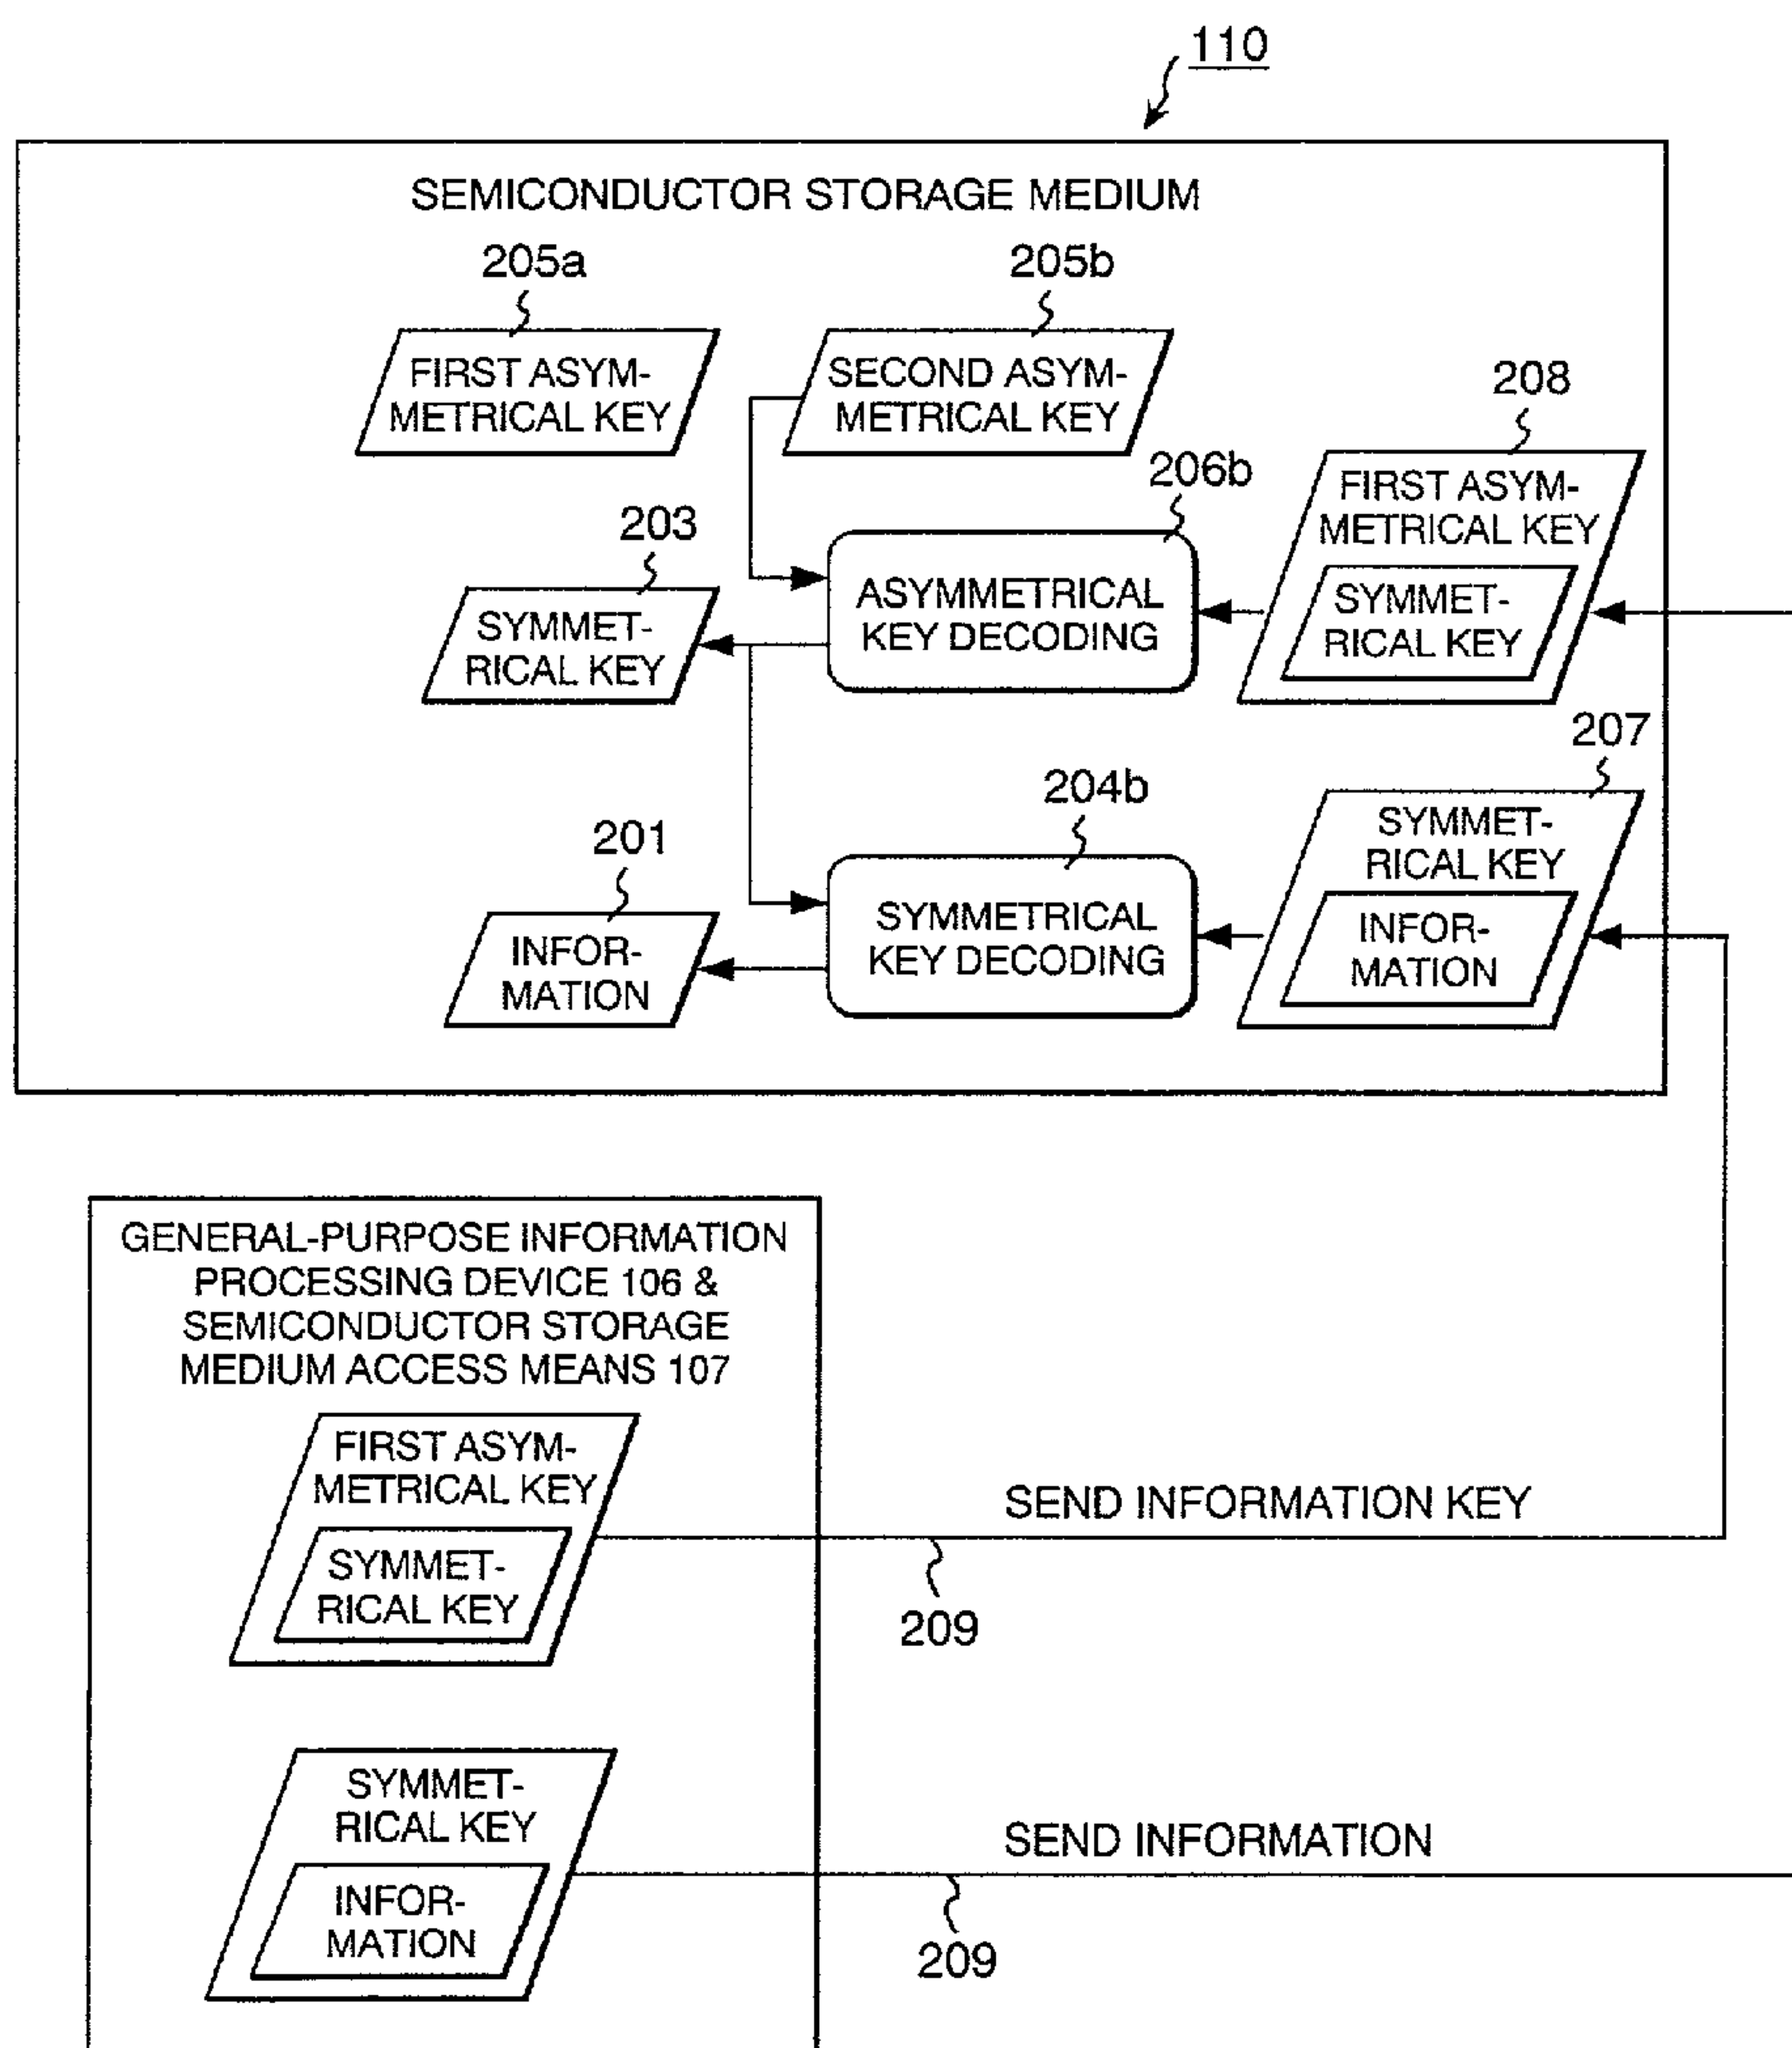 110
SEMICONDUCTOR STORAGE MEDIUM
205a
205b
FIRST ASYM-
METRICAL KEY
SECOND ASYM-
METRICAL KEY
208
206b
FIRST ASYM-
METRICAL KEY
SYMMET-
RICAL KEY
203
SYMMET-
RICAL KEY
ASYMMETRICAL
KEY DECODING
207
204b
SYMMET-
RICAL KEY
INFOR-
MATION
201
INFOR-
MATION
SYMMETRICAL
KEY DECODING
GENERAL-PURPOSE INFORMATION
PROCESSING DEVICE 106 &
SEMICONDUCTOR STORAGE
MEDIUM ACCESS MEANS 107
FIRST ASYM-
METRICAL KEY
SYMMET-
RICAL KEY
SEND INFORMATION KEY
209
SYMMET-
RICAL KEY
INFOR-
MATION
SEND INFORMATION
209